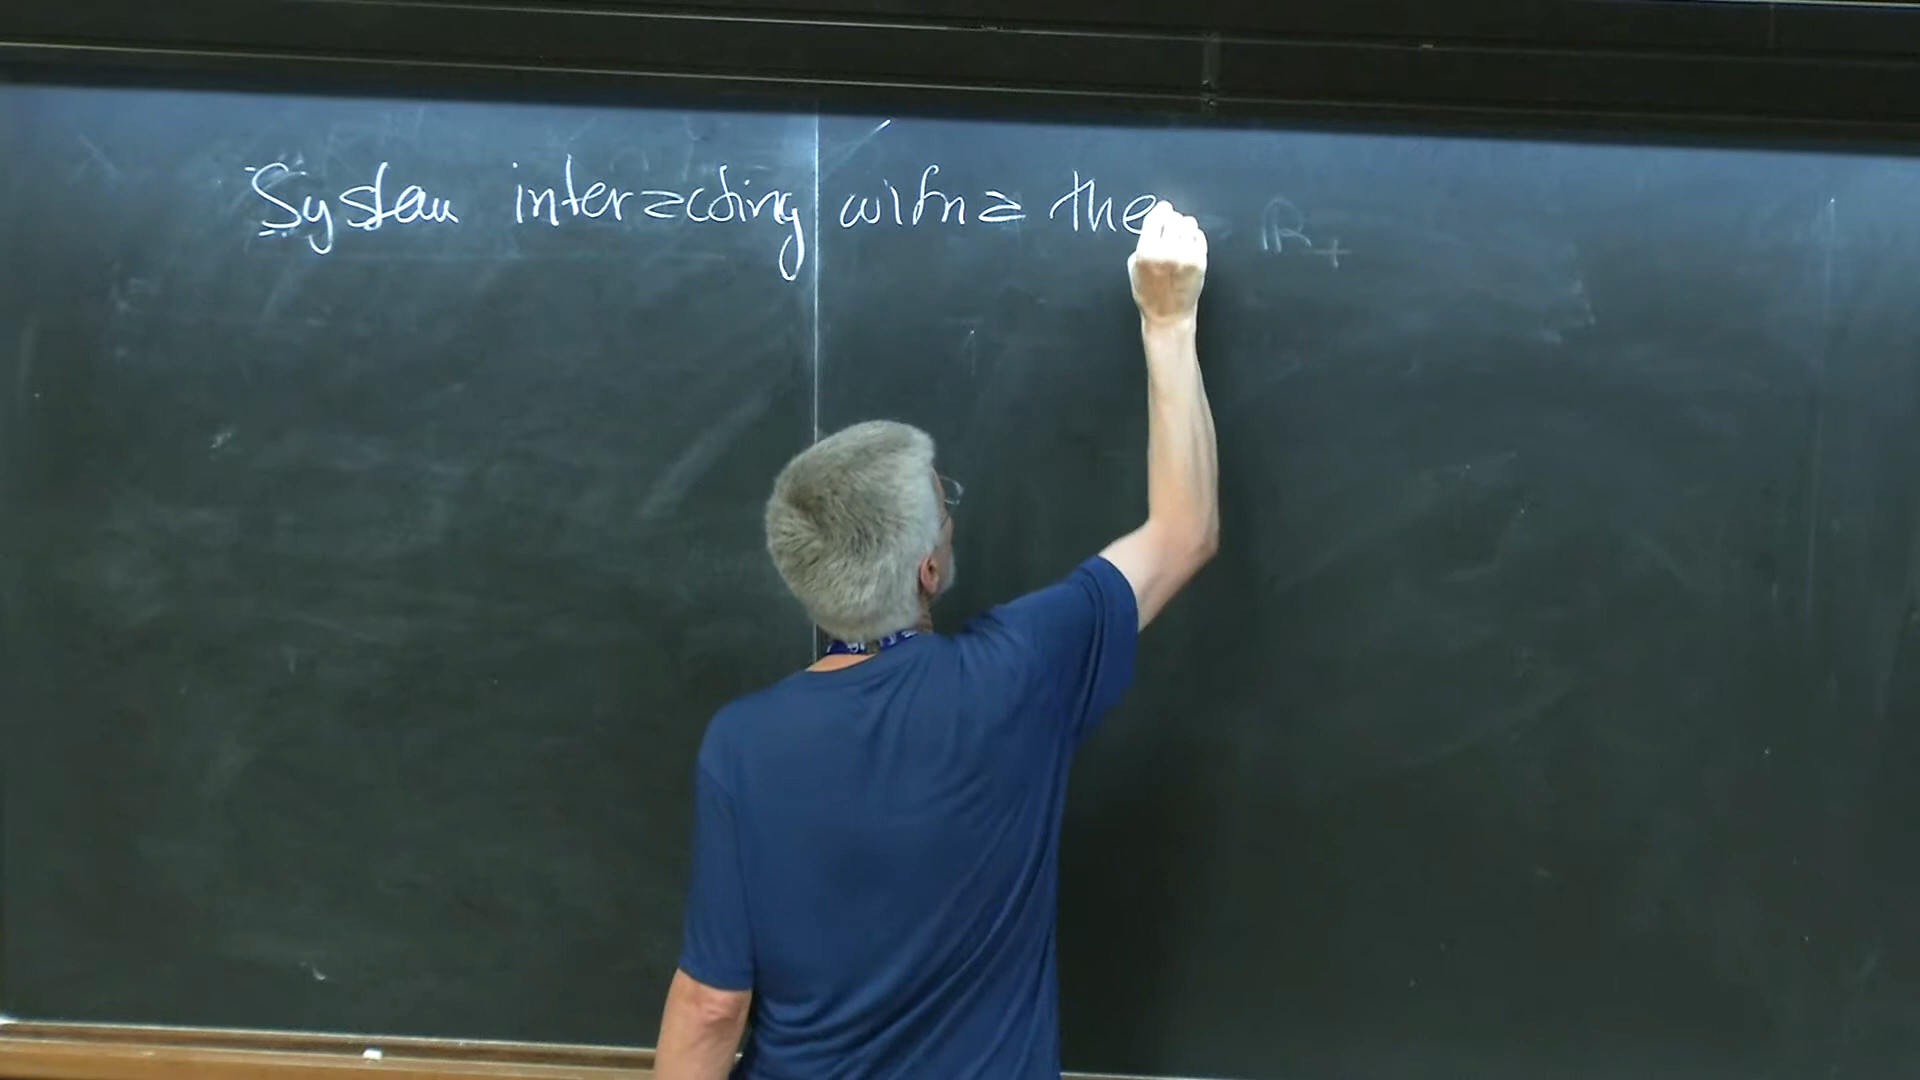 System interacting with a the ℝ₊